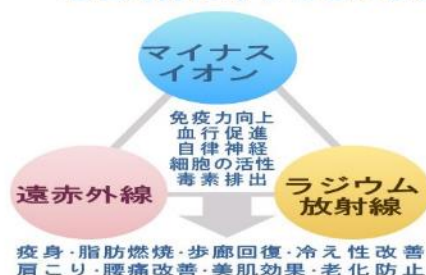 マイナス
イオン
免疫力向上
血行促進
自律神経
細胞の活性
毒素排出
遠赤外線
ラジウム
放射線
疫身・脂肪燃焼・歩廊回復・冷え性改善
肩こり・腰痛改善・美肌効果・老化防止